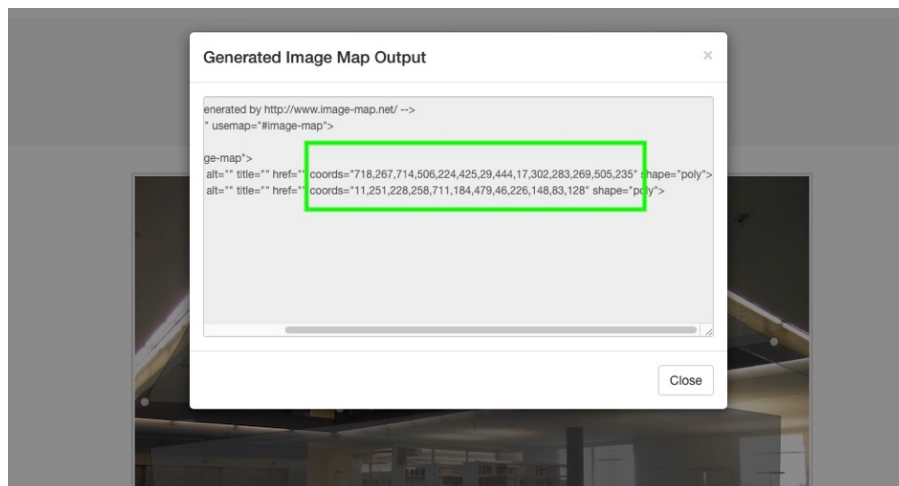 Generated Image Map Output
×
enerated by http://www.image-map.net/ -->
" usemap="#image-map">
ge-map">
alt="" title="" href="" coords="718,267,714,506,224,425,29,444,17,302,283,269,505,235" shape="poly">
alt="" title="" href="" coords="11,251,228,258,711,184,479,46,226,148,83,128" shape="poly">
Close